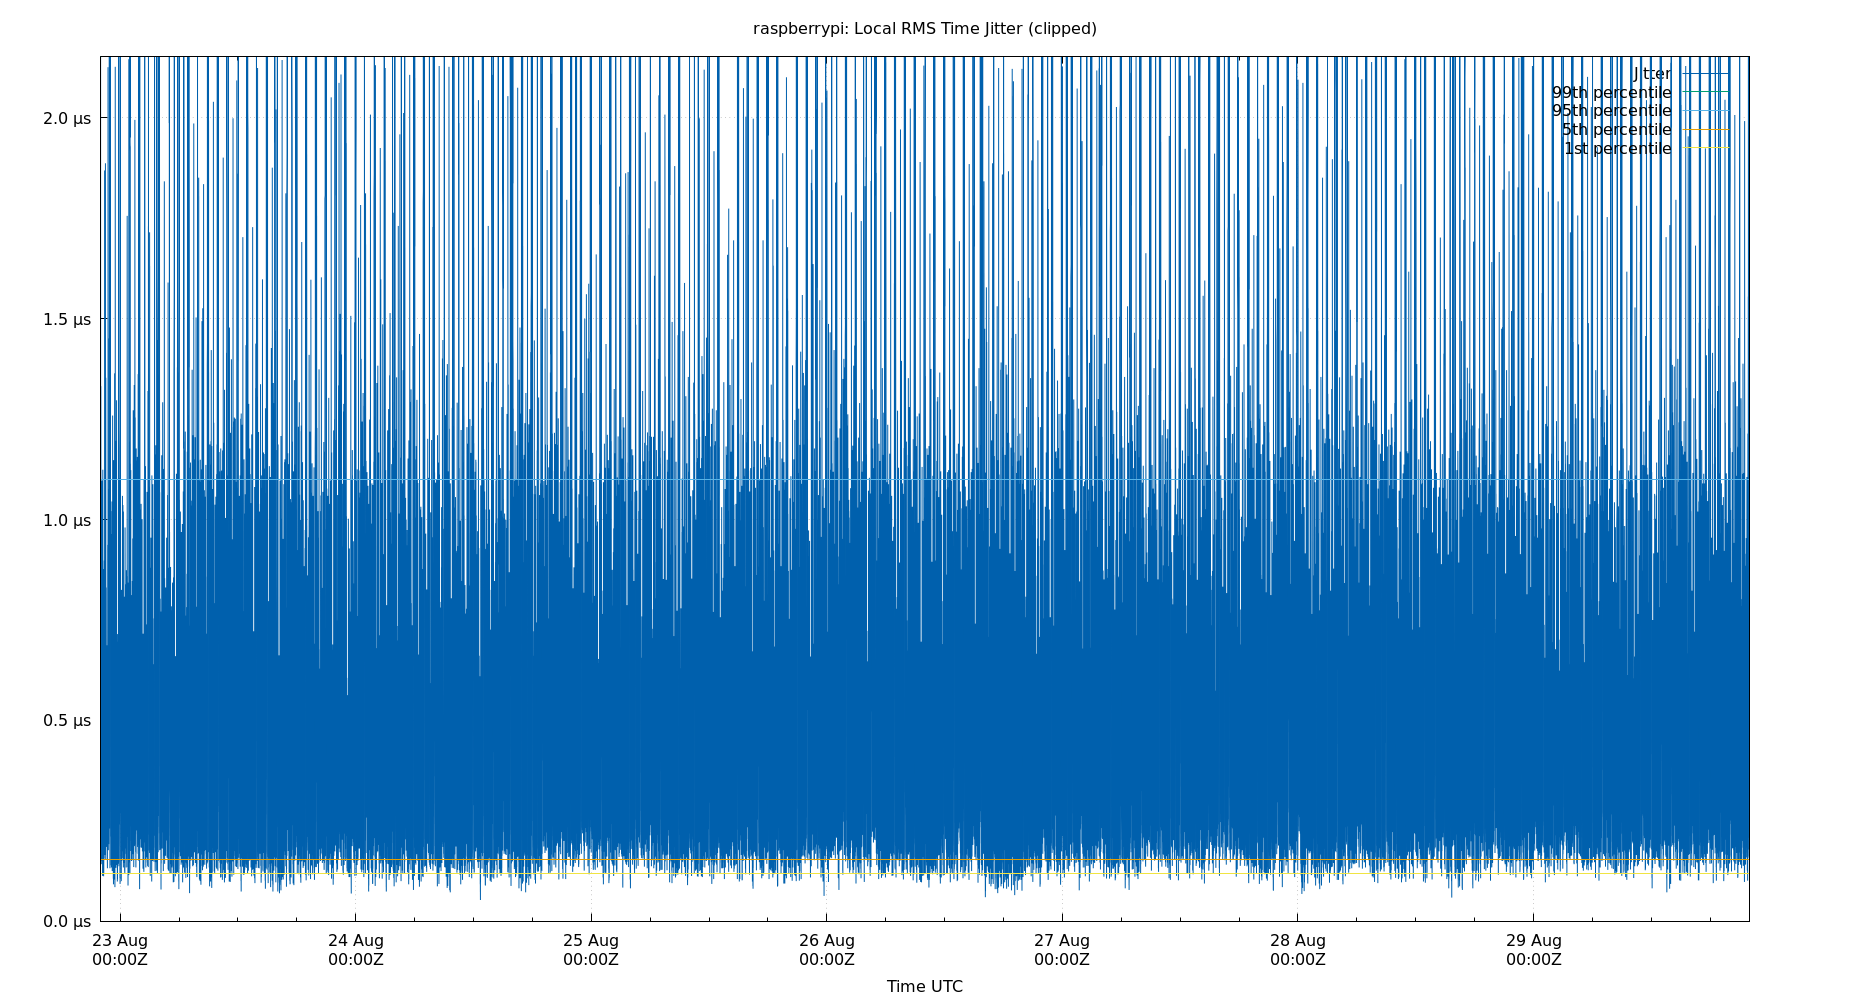 raspberrypi: Local RMS Time Jitter (clipped)
Jitter
99th percentile
95th percentile
5th percentile
1st percentile
2.0 µs
1.5 µs
1.0 µs
0.5 µs
0.0 µs
23 Aug 24 Aug 25 Aug 26 Aug 27 Aug 28 Aug 29 Aug
00:00Z 00:00Z 00:00Z 00:00Z 00:00Z 00:00Z 00:00Z
Time UTC